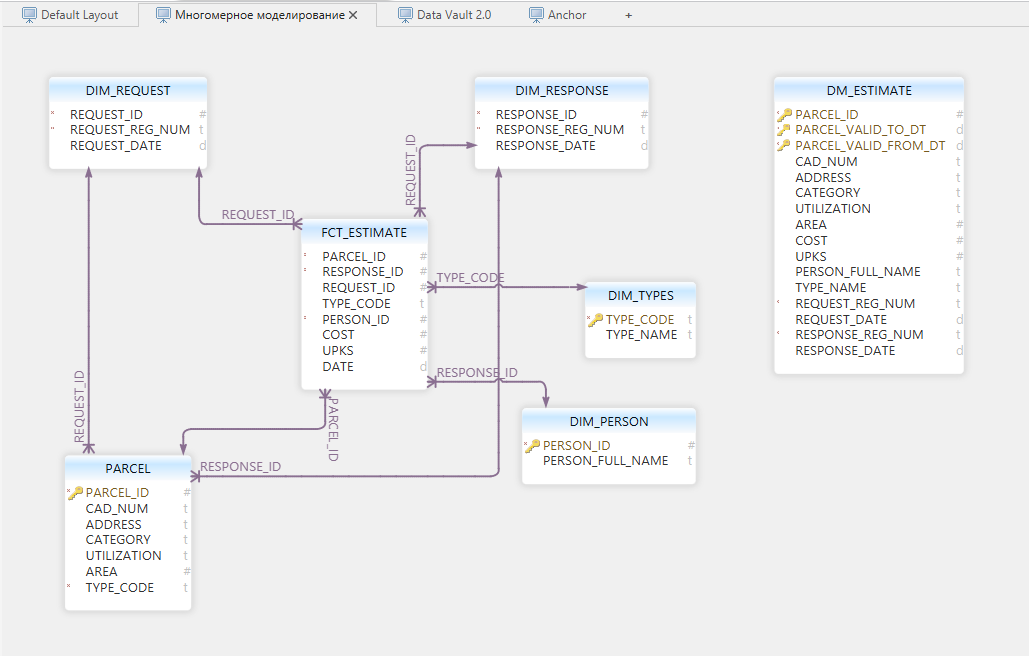 Default Layout
Многомерное моделирование
Data Vault 2.0
Anchor
+
DIM_REQUEST
REQUEST_ID #
REQUEST_REG_NUM t
REQUEST_DATE d
DIM_RESPONSE
RESPONSE_ID #
RESPONSE_REG_NUM t
RESPONSE_DATE d
DM_ESTIMATE
PARCEL_ID #
PARCEL_VALID_TO_DT d
PARCEL_VALID_FROM_DT d
CAD_NUM t
ADDRESS t
CATEGORY t
UTILIZATION t
AREA #
COST #
UPKS #
PERSON_FULL_NAME t
TYPE_NAME t
REQUEST_REG_NUM t
REQUEST_DATE d
RESPONSE_REG_NUM t
RESPONSE_DATE d
REQUEST_ID
REQUEST_ID
FCT_ESTIMATE
PARCEL_ID #
RESPONSE_ID #
REQUEST_ID #
TYPE_CODE t
PERSON_ID #
COST #
UPKS #
DATE d
TYPE_CODE
DIM_TYPES
TYPE_CODE t
TYPE_NAME t
RESPONSE_ID
DIM_PERSON
PERSON_ID #
PERSON_FULL_NAME t
REQUEST_ID
PARCEL_ID
RESPONSE_ID
PARCEL
PARCEL_ID #
CAD_NUM t
ADDRESS t
CATEGORY t
UTILIZATION t
AREA #
TYPE_CODE t